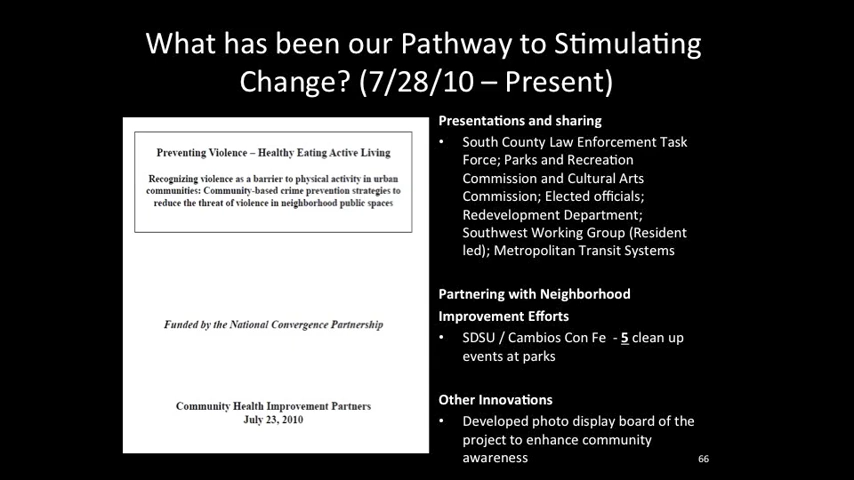 What has been our Pathway to Stimulating
Change? (7/28/10 – Present)
Preventing Violence – Healthy Eating Active Living
Recognizing violence as a barrier to physical activity in urban
communities: Community-based crime prevention strategies to
reduce the threat of violence in neighborhood public spaces
Funded by the National Convergence Partnership
Community Health Improvement Partners
July 23, 2010
Presentations and sharing
• South County Law Enforcement Task
Force; Parks and Recreation
Commission and Cultural Arts
Commission; Elected officials;
Redevelopment Department;
Southwest Working Group (Resident
led); Metropolitan Transit Systems
Partnering with Neighborhood
Improvement Efforts
• SDSU / Cambios Con Fe - 5 clean up
events at parks
Other Innovations
• Developed photo display board of the
project to enhance community
awareness
66